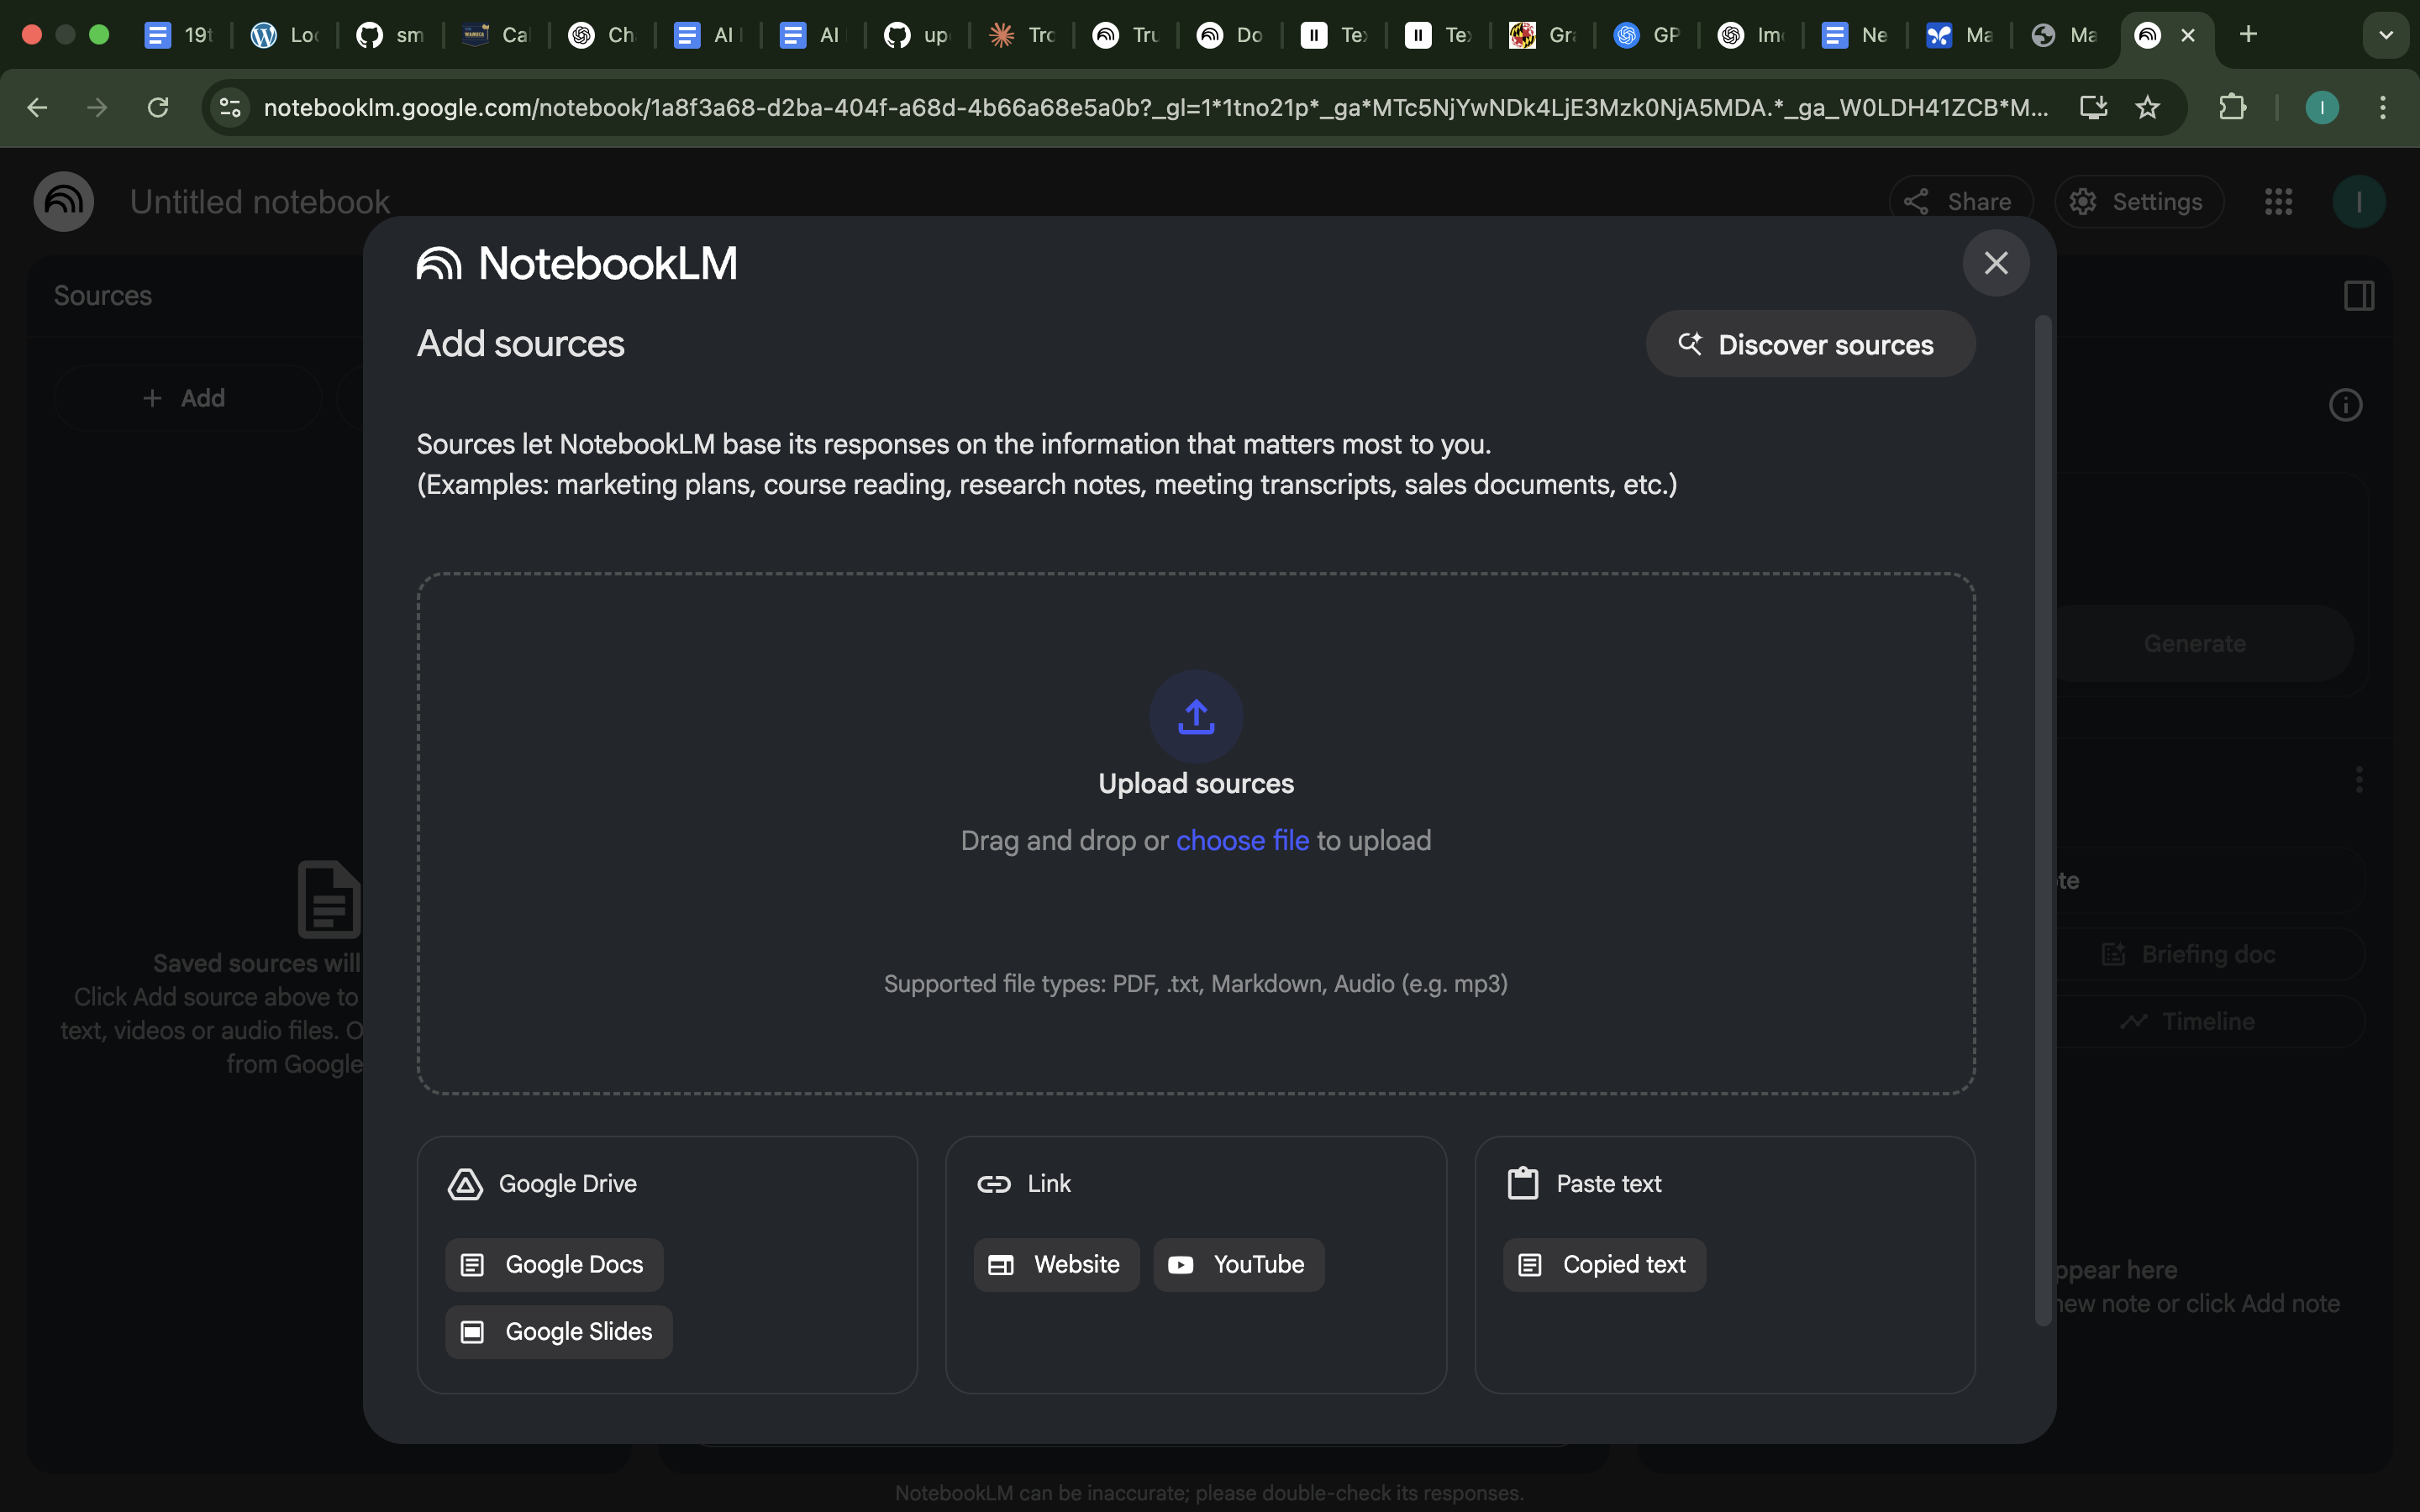 19t
Loc
sm
Cal
Ch
AI
AI
up
Tro
Tru
Do
Tex
Tex
Gra
GP
Im
Ne
Ma
Ma
notebooklm.google.com/notebook/1a8f3a68-d2ba-404f-a68d-4b66a68e5a0b?_gl=1*1tno21p*_ga*MTc5NjYwNDk4LjE3Mzk0NjA5MDA.*_ga_W0LDH41ZCB*M...
I
Untitled notebook
Share
Settings
I
NotebookLM
Sources
Add sources
Discover sources
+ Add
Sources let NotebookLM base its responses on the information that matters most to you.
(Examples: marketing plans, course reading, research notes, meeting transcripts, sales documents, etc.)
Generate
Upload sources
Drag and drop or choose file to upload
te
Saved sources will
Click Add source above to
text, videos or audio files. O
from Google
Supported file types: PDF, .txt, Markdown, Audio (e.g. mp3)
Briefing doc
Timeline
Google Drive
Link
Paste text
Google Docs
Website
YouTube
Copied text
Google Slides
ppear here
new note or click Add note
NotebookLM can be inaccurate; please double-check its responses.